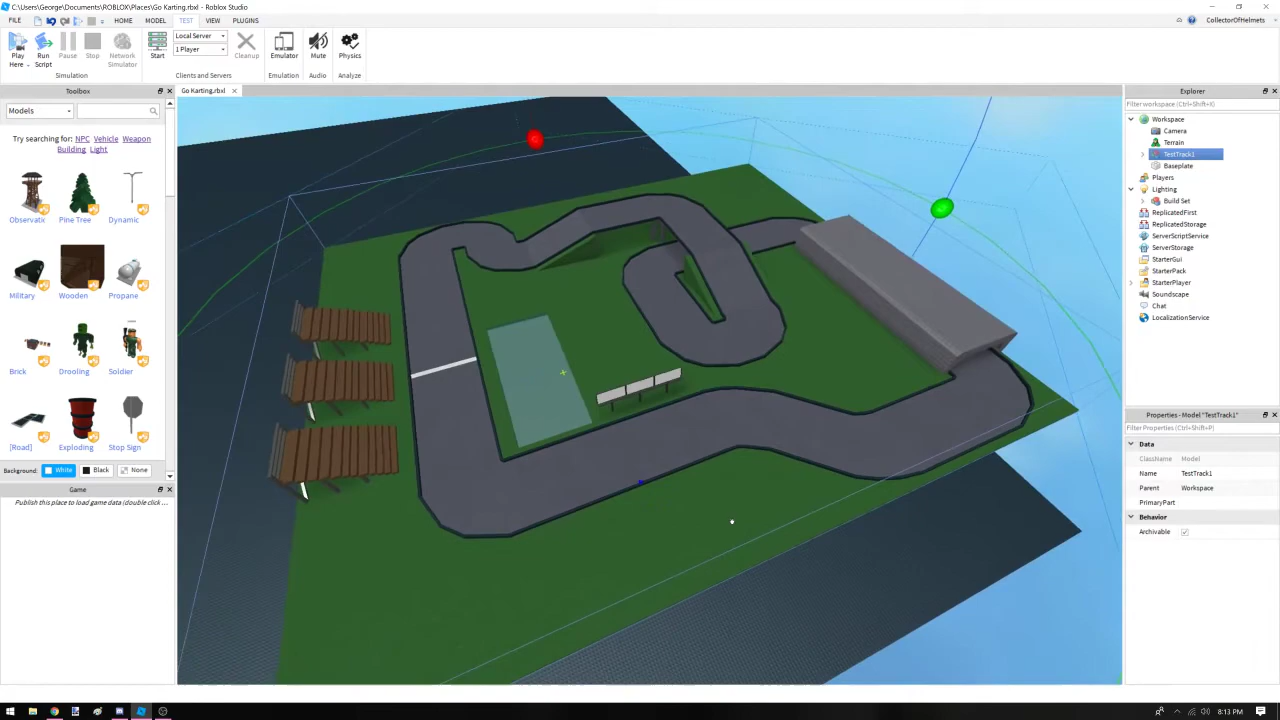 C:\Users\George\Documents\ROBLOX\Places\Go Karting.rbxl - Roblox Studio
FILE HOME MODEL TEST VIEW PLUGINS
CollectorOfHelmets
Play Here
Run Script
Pause
Stop
Network Simulator
Simulation
Start
Local Server
1 Player
Cleanup
Clients and Servers
Emulator
Emulation
Mute
Audio
Physics
Analyze
Toolbox
Go Karting.rbxl
Models
Try searching for: NPC Vehicle Weapon
Building Light
Observatic Pine Tree Dynamic
Military Wooden Propane
Brick Drooling Soldier
[Road] Exploding Stop Sign
Background: White Black None
Game
Publish this place to load game data (double click ...
Explorer
Filter workspace (Ctrl+Shift+X)
Workspace
Camera
Terrain
TestTrack1
Baseplate
Players
Lighting
Build Set
ReplicatedFirst
ReplicatedStorage
ServerScriptService
ServerStorage
StarterGui
StarterPack
StarterPlayer
Soundscape
Chat
LocalizationService
Properties - Model "TestTrack1"
Filter Properties (Ctrl+Shift+P)
Data
ClassName Model
Name TestTrack1
Parent Workspace
PrimaryPart
Behavior
Archivable
8:13 PM